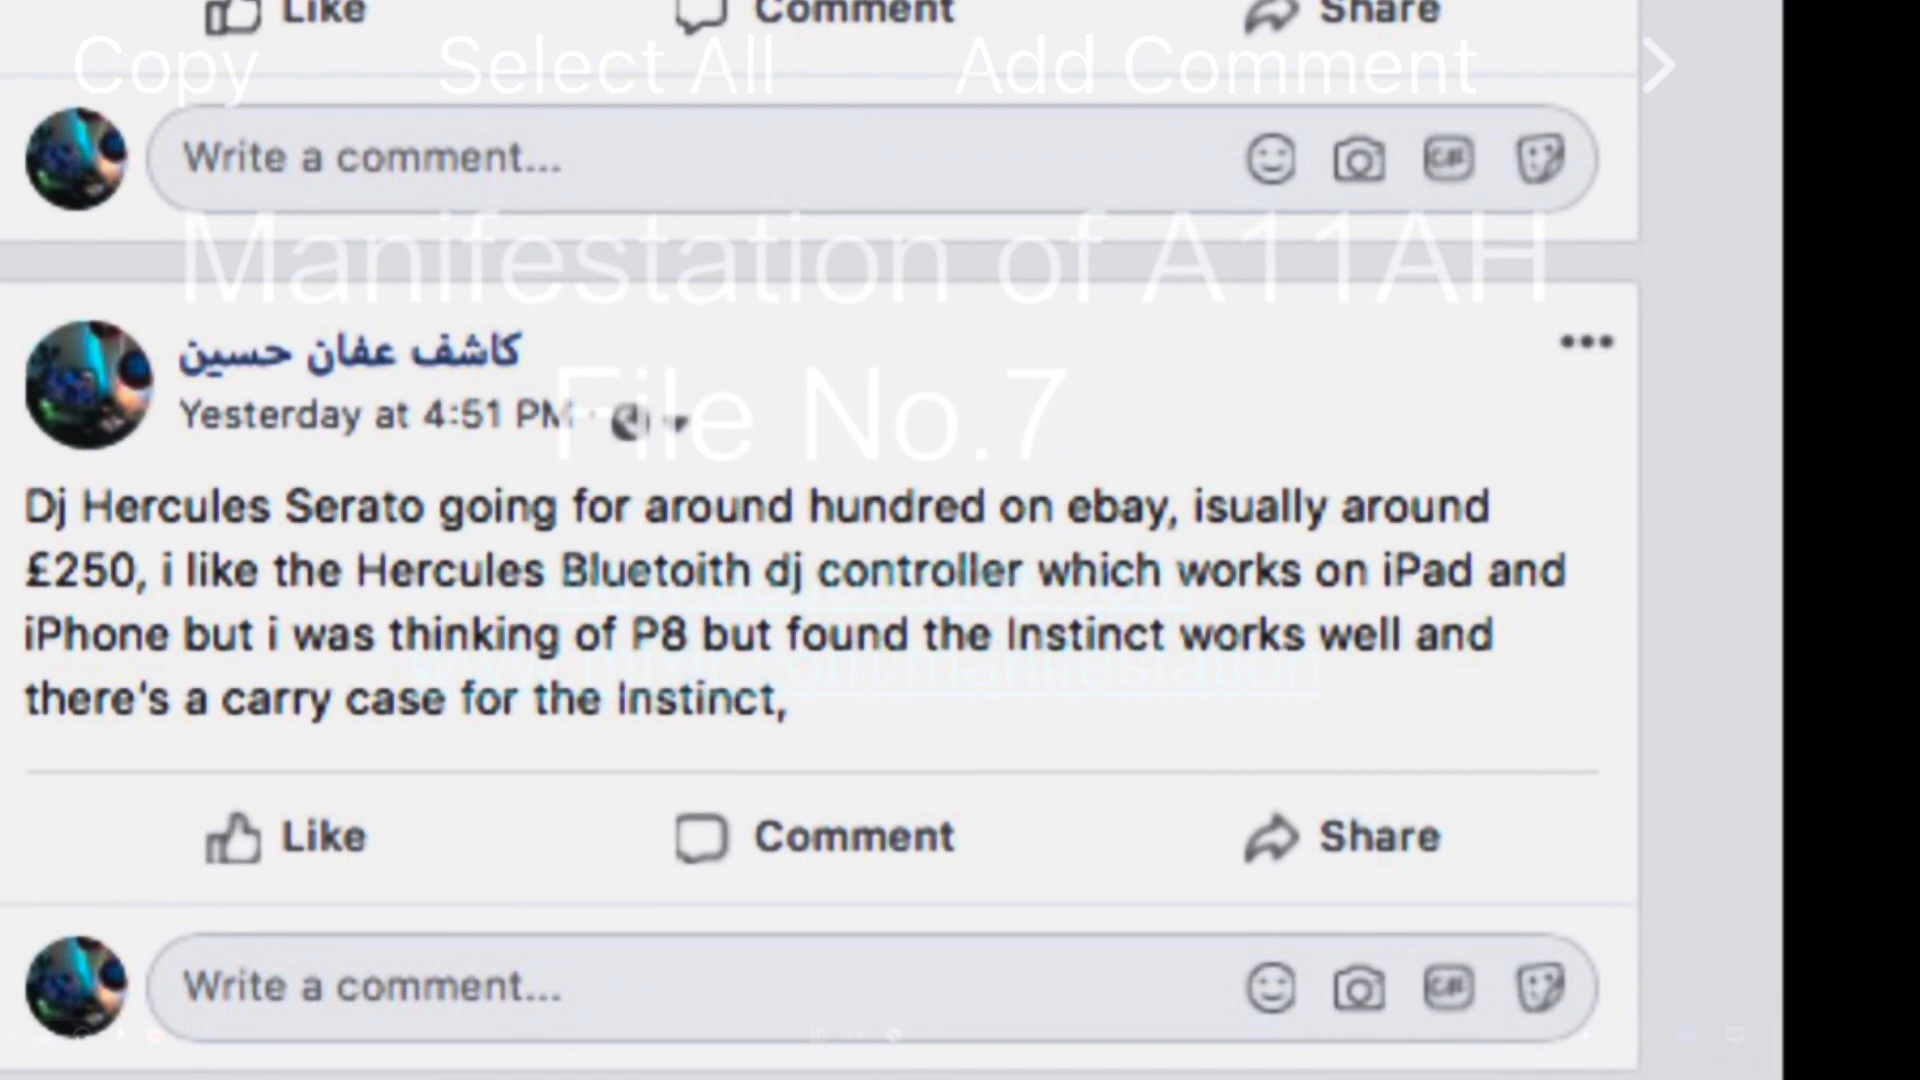 Like Comment Share
Copy Select All Add Comment
Write a comment...
GIF
Manifestation of A11AH
كاشف عفان حسين
Yesterday at 4:51 PM ·
File No.7
Dj Hercules Serato going for around hundred on ebay, isually around
£250, i like the Hercules Bluetoith dj controller which works on iPad and
iPhone but i was thinking of P8 but found the Instinct works well and
there's a carry case for the Instinct,
Like Comment Share
Write a comment...
GIF